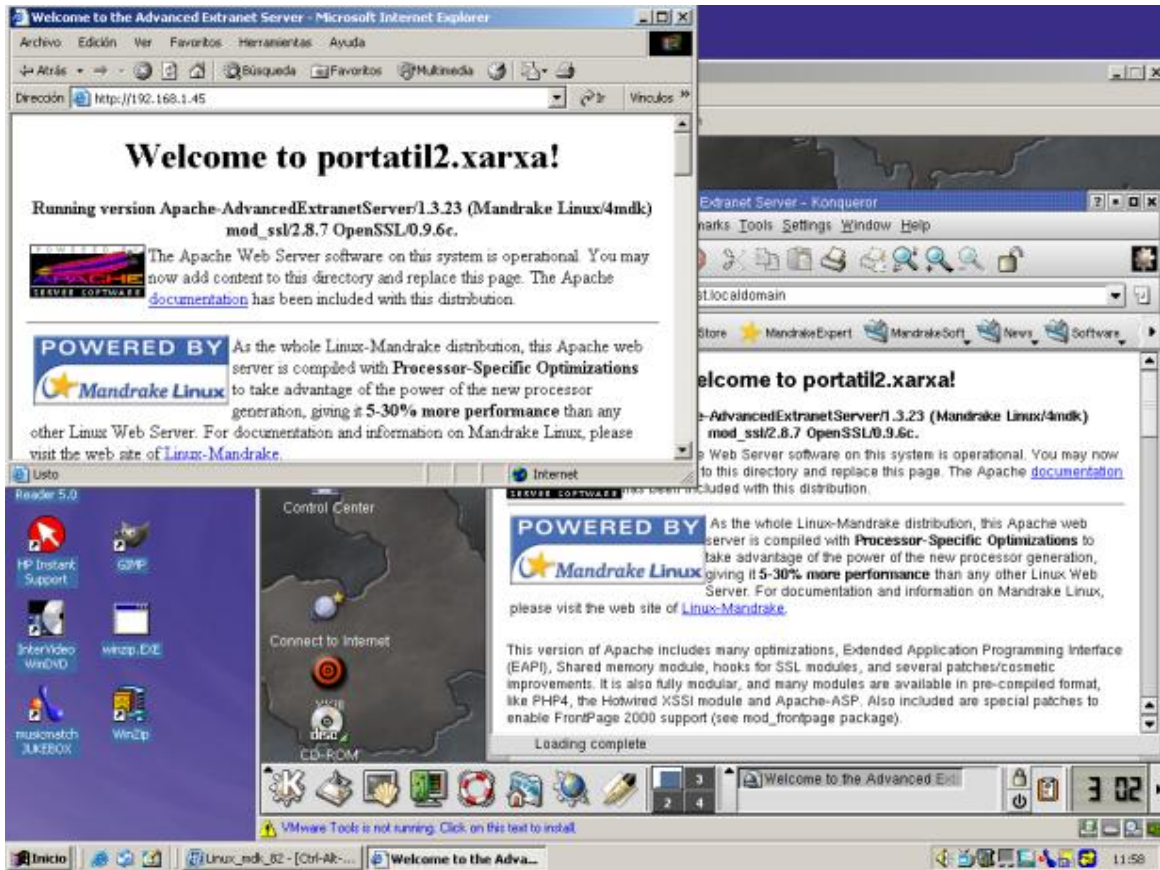 Welcome to the Advanced Extranet Server - Microsoft Internet Explorer
Archivo Edición Ver Favoritos Herramientas Ayuda
Atrás Búsqueda Favoritos Multimedia
Dirección http://192.168.1.45 Ir Vínculos »
Welcome to portatil2.xarxa!
Running version Apache-AdvancedExtranetServer/1.3.23 (Mandrake Linux/4mdk)
mod_ssl/2.8.7 OpenSSL/0.9.6c.
POWERED BY
APACHE
SERVER SOFTWARE
The Apache Web Server software on this system is operational. You may
now add content to this directory and replace this page. The Apache
documentation has been included with this distribution.
POWERED BY
Mandrake Linux
As the whole Linux-Mandrake distribution, this Apache web
server is compiled with Processor-Specific Optimizations
to take advantage of the power of the new processor
generation, giving it 5-30% more performance than any
other Linux Web Server. For documentation and information on Mandrake Linux, please
visit the web site of Linux-Mandrake.
Listo Internet
Extranet Server - Konqueror
marks Tools Settings Window Help
st.localdomain
Store MandrakeExpert MandrakeSoft News Software
elcome to portatil2.xarxa!
e-AdvancedExtranetServer/1.3.23 (Mandrake Linux/4mdk)
mod_ssl/2.8.7 OpenSSL/0.9.6c.
e Web Server software on this system is operational. You may now
to this directory and replace this page. The Apache documentation
has been included with this distribution.
SERVER SOFTWARE
POWERED BY
Mandrake Linux
As the whole Linux-Mandrake distribution, this Apache web
server is compiled with Processor-Specific Optimizations to
take advantage of the power of the new processor generation,
giving it 5-30% more performance than any other Linux Web
Server. For documentation and information on Mandrake Linux,
please visit the web site of Linux-Mandrake.
This version of Apache includes many optimizations, Extended Application Programming Interface
(EAPI), Shared memory module, hooks for SSL modules, and several patches/cosmetic
improvements. It is also fully modular, and many modules are available in pre-compiled format,
like PHP4, the Hotwired XSSI module and Apache-ASP. Also included are special patches to
enable FrontPage 2000 support (see mod_frontpage package).
Loading complete
Reader 5.0
HP Instant
Support
GIMP
InterVideo
WinDVD
winzip.EXE
musicmatch
JUKEBOX
WinZip
Control Center
Connect to Internet
disc
CD-ROM
3
2 4
Welcome to the Advanced Ext
3 02
VMware Tools is not running. Click on this text to install.
Inicio Linux_mdk_82 - [Ctrl-Alt-... Welcome to the Adva... 11:58